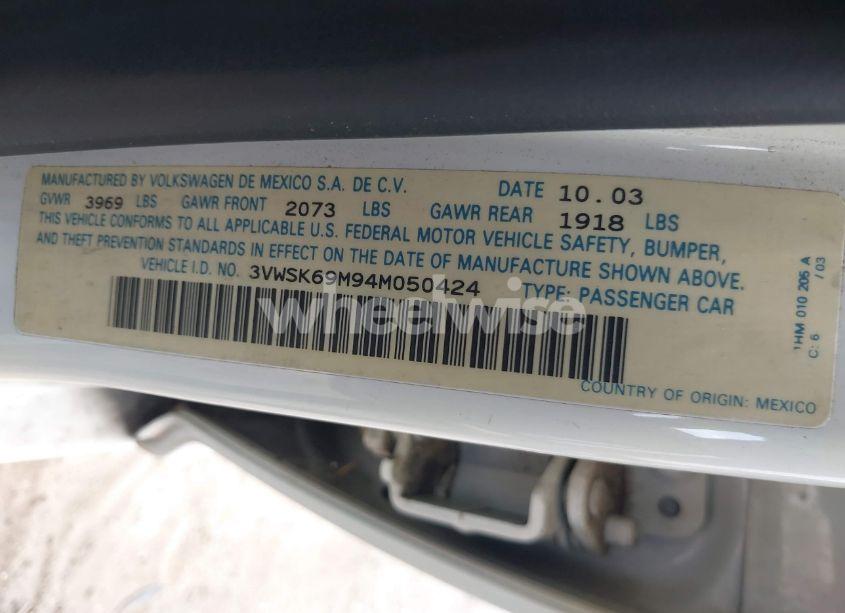 MANUFACTURED BY VOLKSWAGEN DE MEXICO S.A. DE C.V. DATE 10.03
GVWR 3969 LBS GAWR FRONT 2073 LBS GAWR REAR 1918 LBS
THIS VEHICLE CONFORMS TO ALL APPLICABLE U.S. FEDERAL MOTOR VEHICLE SAFETY, BUMPER,
AND THEFT PREVENTION STANDARDS IN EFFECT ON THE DATE OF MANUFACTURE SHOWN ABOVE.
VEHICLE I.D. NO. 3VWSK69M94M050424 TYPE: PASSENGER CAR
COUNTRY OF ORIGIN: MEXICO
1HM 010 205 A
C: 6 / 03
wheelwise